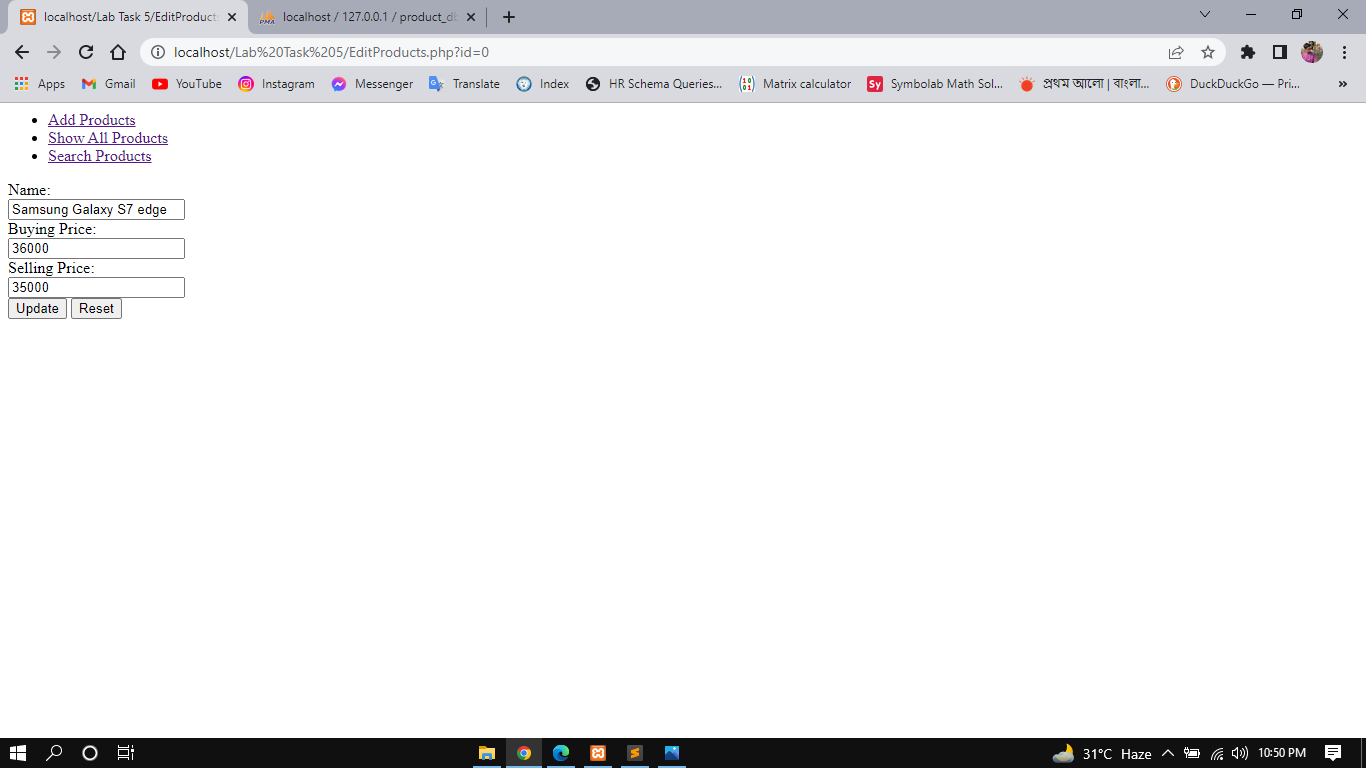 localhost/Lab Task 5/EditProduct
localhost / 127.0.0.1 / product_db
localhost/Lab%20Task%205/EditProducts.php?id=0
Apps Gmail YouTube Instagram Messenger Translate Index HR Schema Queries... Matrix calculator Sy Symbolab Math Sol... প্রথম আলো | বাংলা... DuckDuckGo — Pri... »
Add Products
Show All Products
Search Products
Name:
Samsung Galaxy S7 edge
Buying Price:
36000
Selling Price:
35000
Update Reset
31°C Haze 10:50 PM